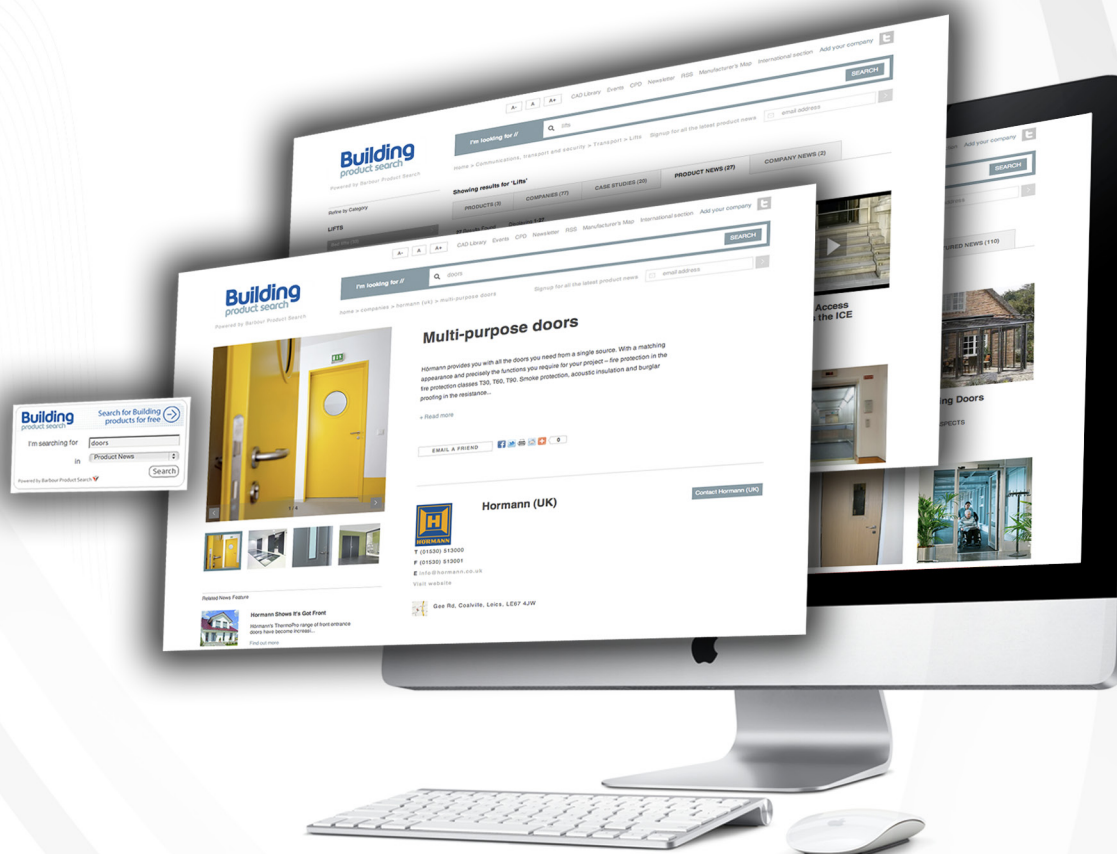 A- A A+ CAD Library Events CPD Newsletter RSS Manufacturer's Map International section Add your company
I'm looking for // lifts SEARCH
Building
product search
Powered by Barbour Product Search
Home > Communications, transport and security > Transport > Lifts Signup for all the latest product news email address
Showing results for 'Lifts'
PRODUCTS (3) COMPANIES (77) CASE STUDIES (20) PRODUCT NEWS (27) COMPANY NEWS (2)
Refine by Category
LIFTS
Access
the ICE
Add your company
SEARCH
NEWS (110)
ng Doors
SPECTS
A- A A+ CAD Library Events CPD Newsletter RSS Manufacturer's Map International section Add your company
I'm looking for // doors SEARCH
Building
product search
Powered by Barbour Product Search
home > companies > hormann (uk) > multi-purpose doors Signup for all the latest product news email address
Multi-purpose doors
Hörmann provides you with all the doors you need from a single source. With a matching
appearance and precisely the functions you require for your project – fire protection in the
fire protection classes T30, T60, T90. Smoke protection, acoustic insulation and burglar
proofing in the resistance...
» Read more
EMAIL A FRIEND 0
Hormann (UK) Contact Hormann (UK)
HÖRMANN
T (01530) 513000
F (01530) 513001
E info@hormann.co.uk
Visit website
Gee Rd, Coalville, Leics, LE67 4JW
Related News Feature
Hormann Shows It's Got Front
Hörmann's ThermoPro range of front entrance
doors have become increasi...
Find out more
Building
product search
Search for Building
products for free
I'm searching for doors
in Product News
Search
Powered by Barbour Product Search